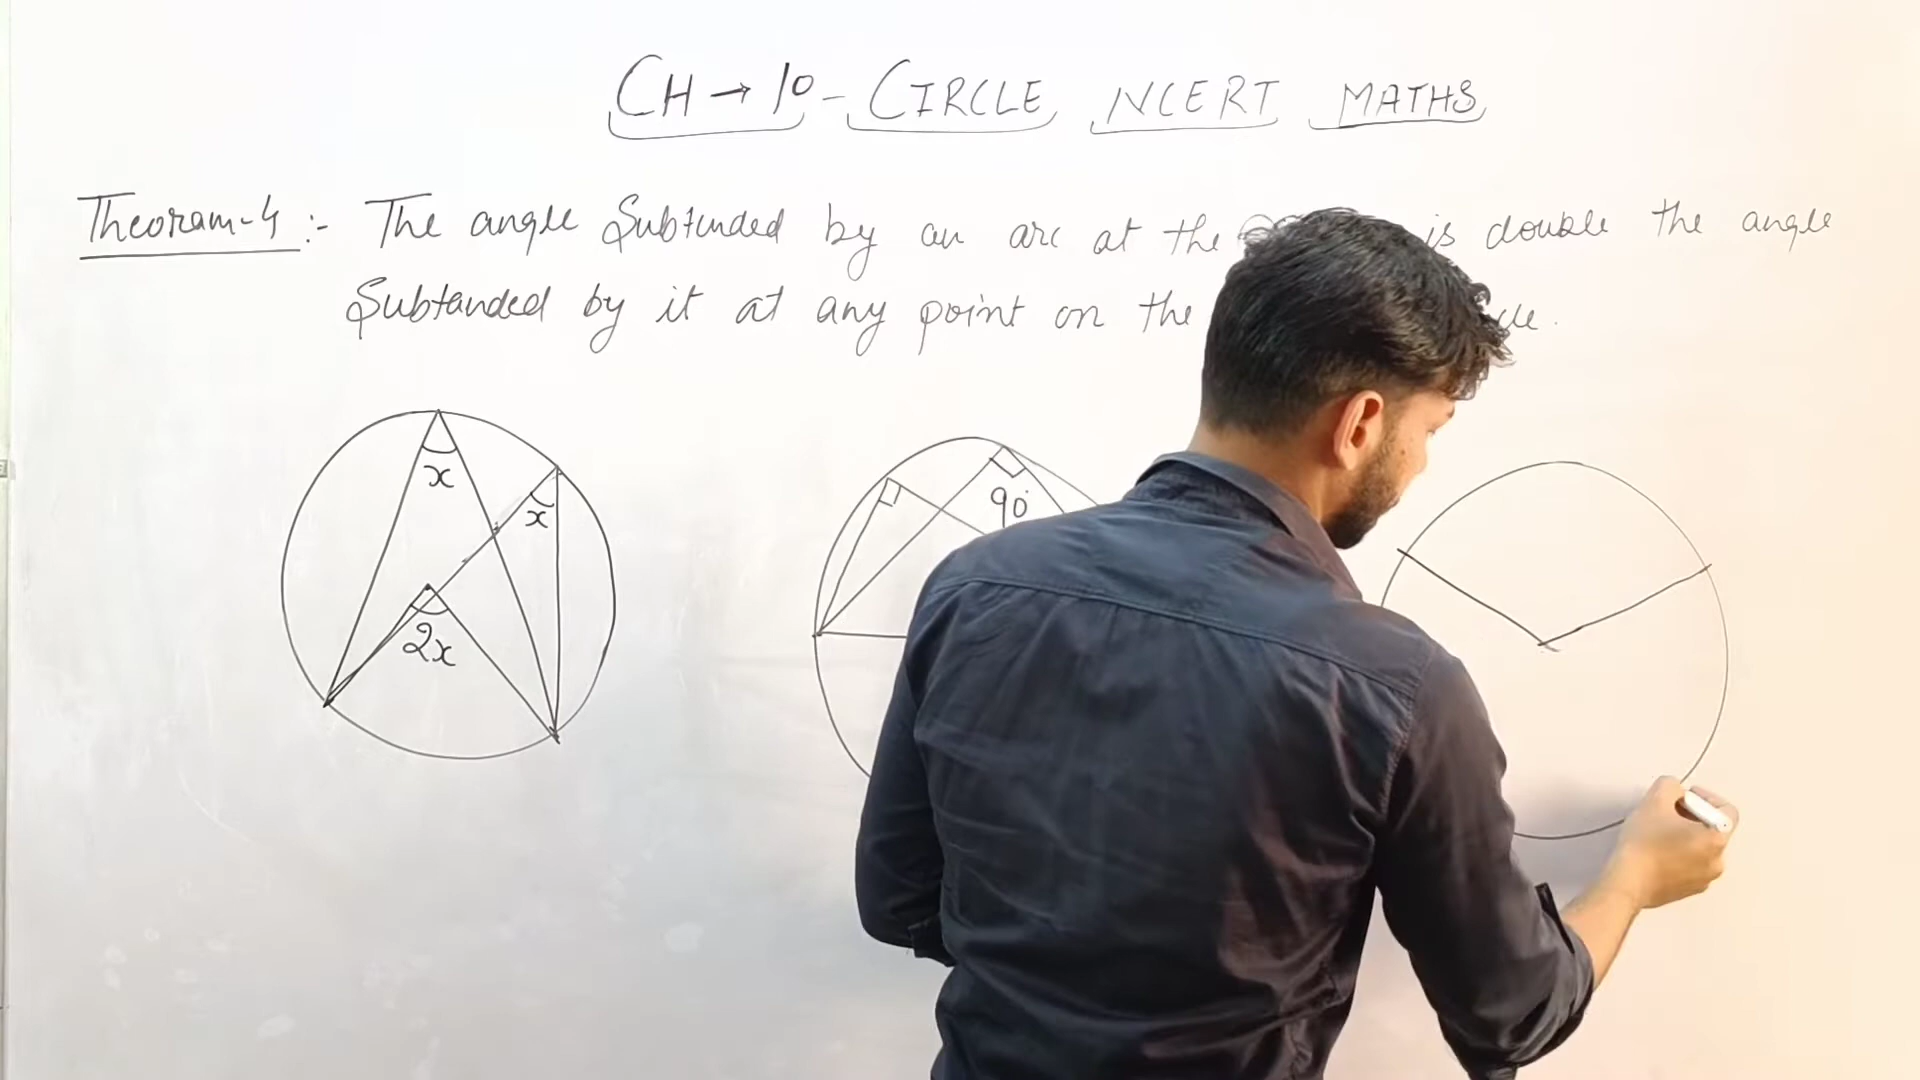 CH → 10 - CIRCLE NCERT MATHS
Theoram-4 :- The angle Subtended by an arc at the is double the angle
Subtanded by it at any point on the
x
x
2x
90°